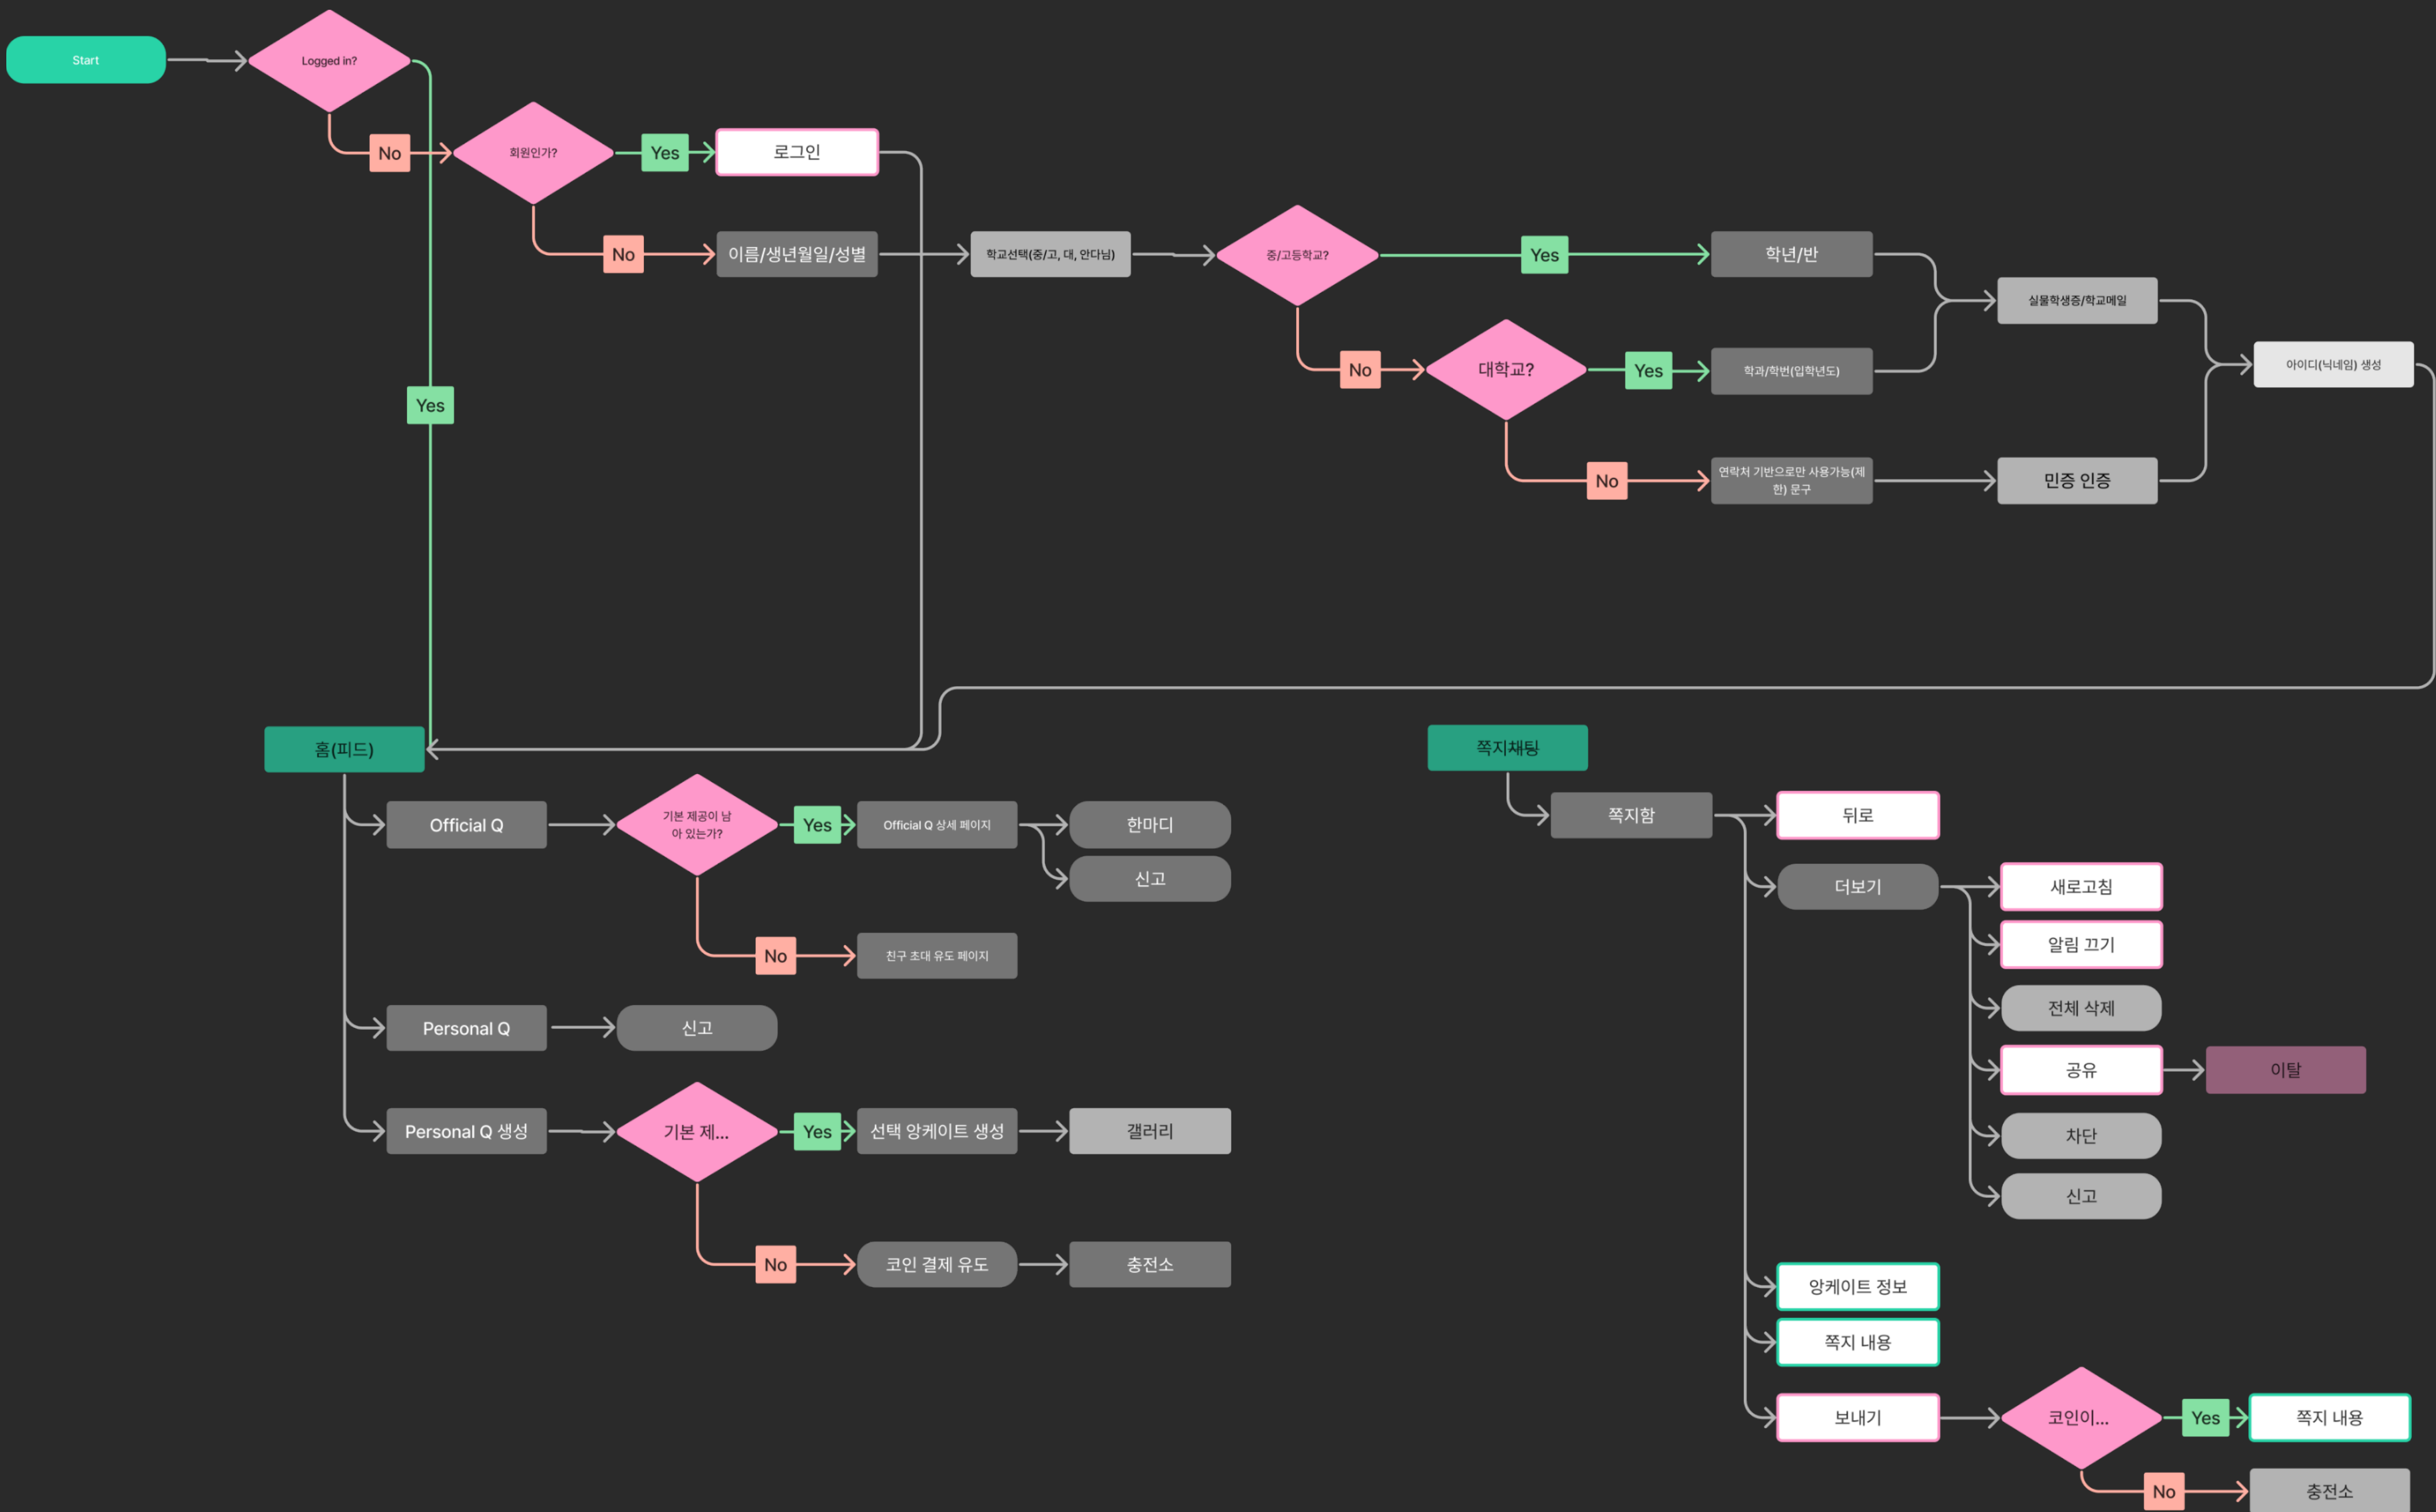 Start
Logged in?
No
회원인가?
Yes
로그인
No
이름/생년월일/성별
학교선택(중/고, 대, 안다님)
중/고등학교?
Yes
학년/반
실물학생증/학교메일
아이디(닉네임) 생성
No
대학교?
Yes
학과/학번(입학년도)
Yes
No
연락처 기반으로만 사용가능(제
한) 문구
민증 인증
홈(피드)
Official Q
기본 제공이 남
아 있는가?
Yes
Official Q 상세 페이지
한마디
신고
No
친구 초대 유도 페이지
Personal Q
신고
Personal Q 생성
기본 제...
Yes
선택 앙케이트 생성
갤러리
No
코인 결제 유도
충전소
쪽지채팅
쪽지함
뒤로
더보기
새로고침
알림 끄기
전체 삭제
공유
이탈
차단
신고
앙케이트 정보
쪽지 내용
보내기
코인이...
Yes
쪽지 내용
No
충전소